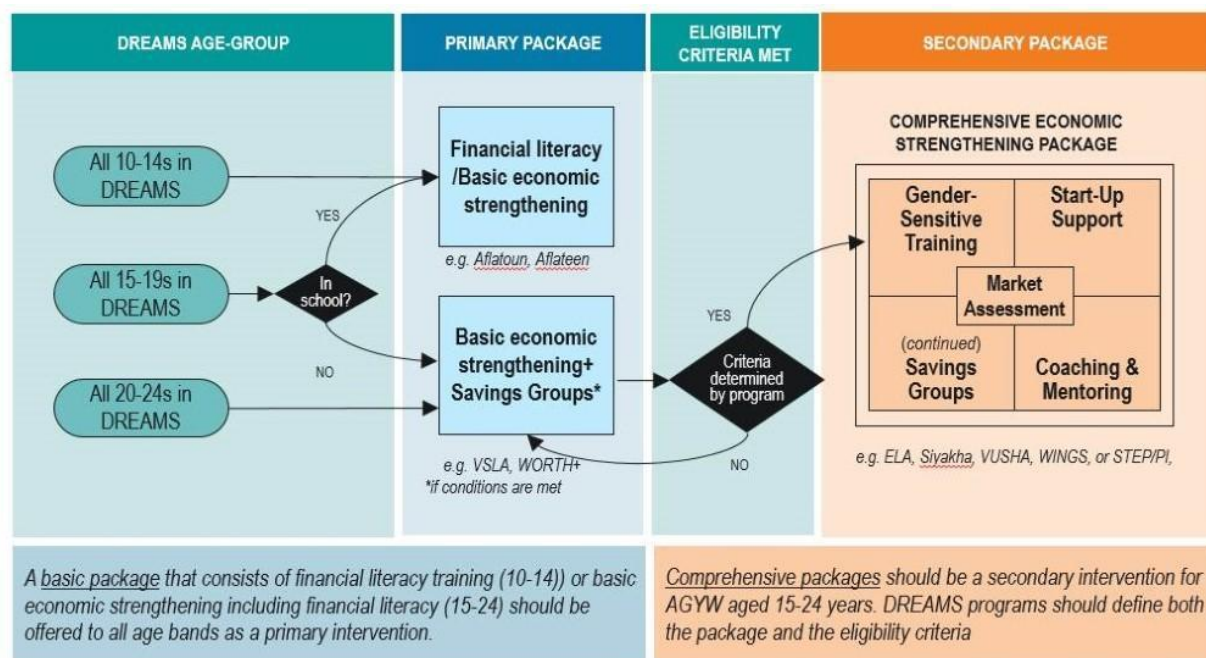 DREAMS AGE-GROUP
PRIMARY PACKAGE
ELIGIBILITY
CRITERIA MET
SECONDARY PACKAGE
All 10-14s in
DREAMS
YES
All 15-19s in
DREAMS
In
school?
NO
All 20-24s in
DREAMS
Financial literacy
/Basic economic
strengthening
e.g. Aflatoun, Aflateen
Basic economic
strengthening+
Savings Groups*
e.g. VSLA, WORTH+
*if conditions are met
YES
Criteria
determined
by program
NO
COMPREHENSIVE ECONOMIC
STRENGTHENING PACKAGE
Gender-
Sensitive
Training
Start-Up
Support
Market
Assessment
(continued)
Savings
Groups
Coaching &
Mentoring
e.g. ELA, Siyakha, VUSHA, WINGS, or STEP/PI,
A basic package that consists of financial literacy training (10-14)) or basic
economic strengthening including financial literacy (15-24) should be
offered to all age bands as a primary intervention.
Comprehensive packages should be a secondary intervention for
AGYW aged 15-24 years. DREAMS programs should define both
the package and the eligibility criteria